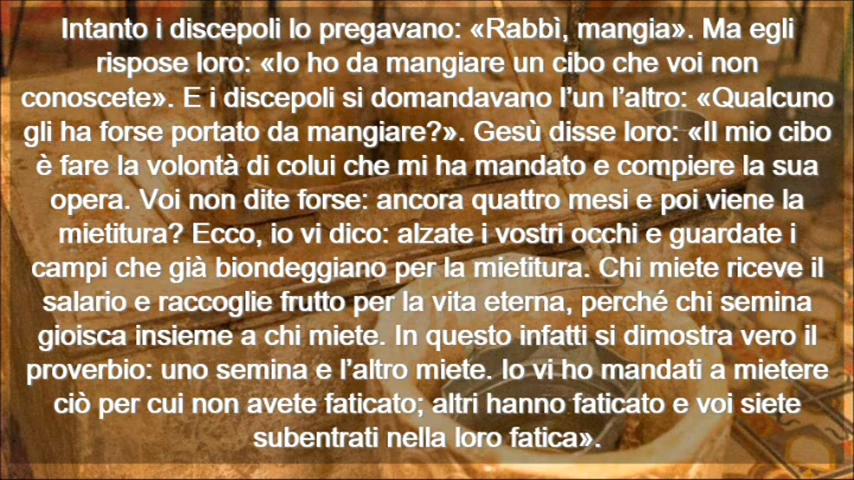 Intanto i discepoli lo pregavano: «Rabbì, mangia». Ma egli
rispose loro: «Io ho da mangiare un cibo che voi non
conoscete». E i discepoli si domandavano l’un l’altro: «Qualcuno
gli ha forse portato da mangiare?». Gesù disse loro: «Il mio cibo
è fare la volontà di colui che mi ha mandato e compiere la sua
opera. Voi non dite forse: ancora quattro mesi e poi viene la
mietitura? Ecco, io vi dico: alzate i vostri occhi e guardate i
campi che già biondeggiano per la mietitura. Chi miete riceve il
salario e raccoglie frutto per la vita eterna, perché chi semina
gioisca insieme a chi miete. In questo infatti si dimostra vero il
proverbio: uno semina e l’altro miete. Io vi ho mandati a mietere
ciò per cui non avete faticato; altri hanno faticato e voi siete
subentrati nella loro fatica».